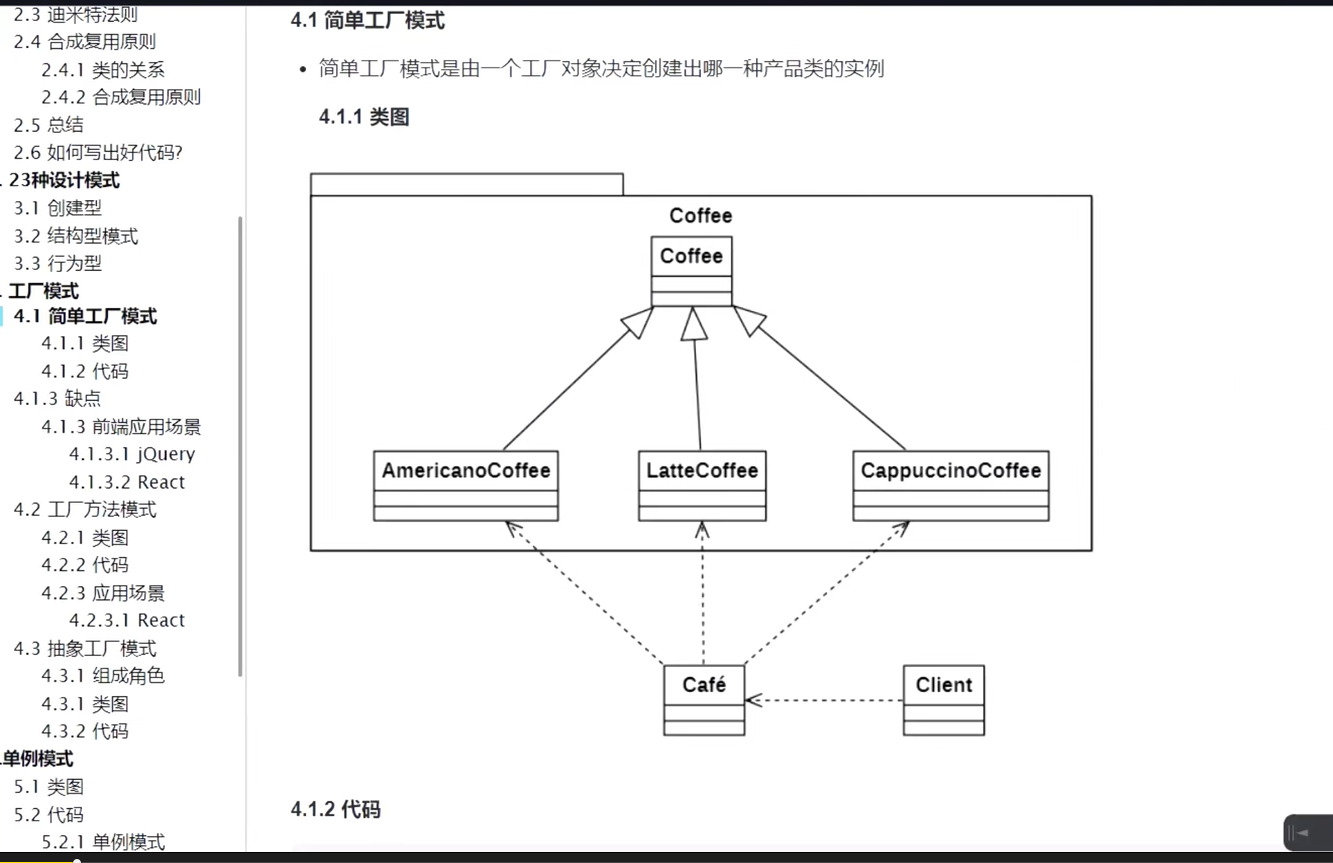 2.3 迪米特法则
2.4 合成复用原则
2.4.1 类的关系
2.4.2 合成复用原则
2.5 总结
2.6 如何写出好代码?
. 23种设计模式
3.1 创建型
3.2 结构型模式
3.3 行为型
. 工厂模式
4.1 简单工厂模式
4.1.1 类图
4.1.2 代码
4.1.3 缺点
4.1.3 前端应用场景
4.1.3.1 jQuery
4.1.3.2 React
4.2 工厂方法模式
4.2.1 类图
4.2.2 代码
4.2.3 应用场景
4.2.3.1 React
4.3 抽象工厂模式
4.3.1 组成角色
4.3.1 类图
4.3.2 代码
.单例模式
5.1 类图
5.2 代码
5.2.1 单例模式
4.1 简单工厂模式
• 简单工厂模式是由一个工厂对象决定创建出哪一种产品类的实例
4.1.1 类图
Coffee
Coffee
AmericanoCoffee
LatteCoffee
CappuccinoCoffee
Café
Client
4.1.2 代码